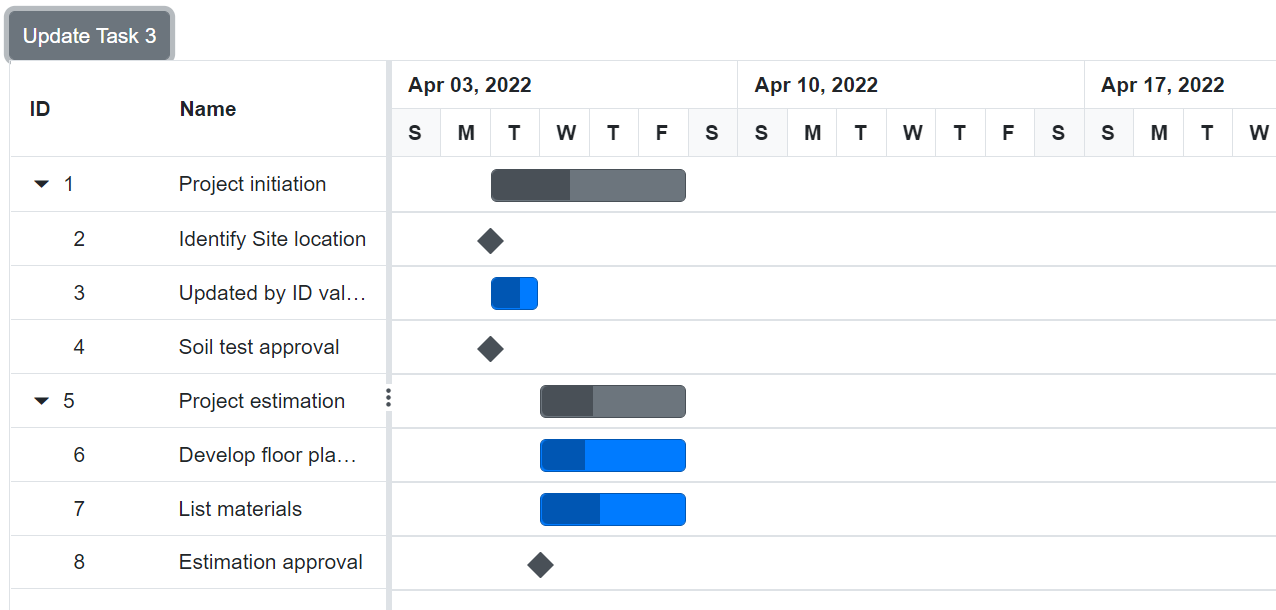 Update Task 3
ID Name Apr 03, 2022 Apr 10, 2022 Apr 17, 2022
S M T W T F S S M T W T F S S M T W
1 Project initiation
2 Identify Site location
3 Updated by ID val…
4 Soil test approval
5 Project estimation
6 Develop floor pla…
7 List materials
8 Estimation approval